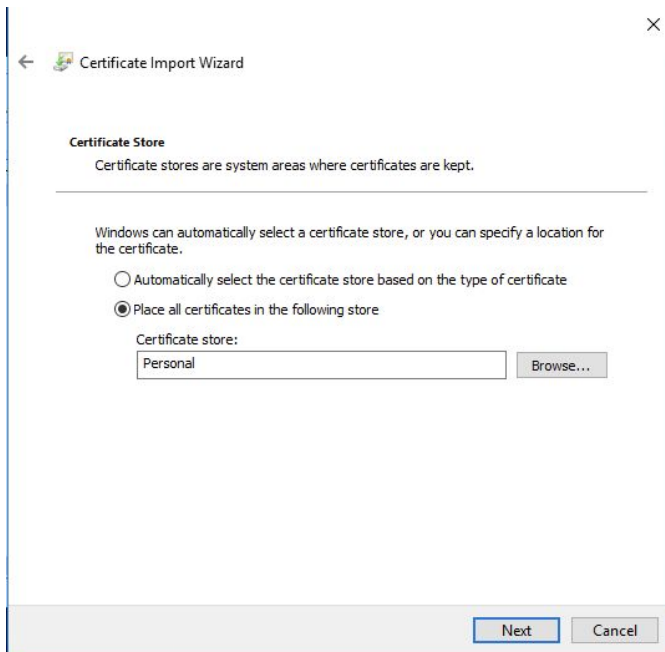 Certificate Import Wizard
Certificate Store
Certificate stores are system areas where certificates are kept.
Windows can automatically select a certificate store, or you can specify a location for
the certificate.
Automatically select the certificate store based on the type of certificate
Place all certificates in the following store
Certificate store:
Personal
Browse...
Next
Cancel